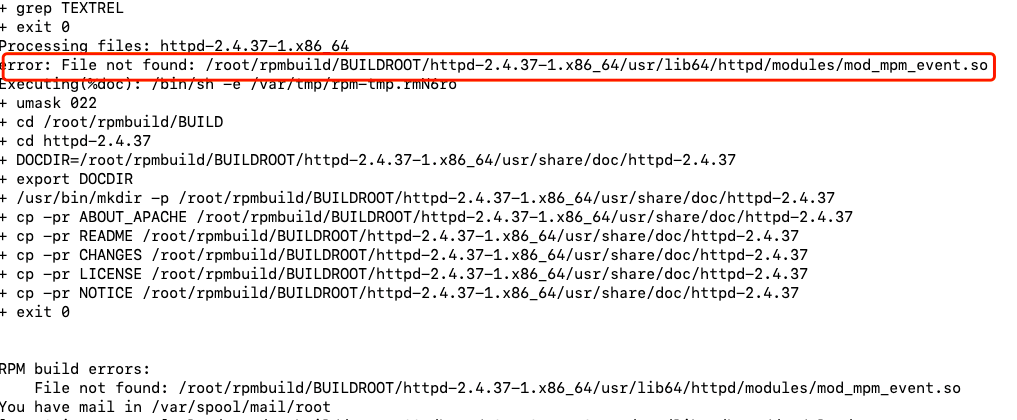 + grep TEXTREL
+ exit 0
Processing files: httpd-2.4.37-1.x86_64
error: File not found: /root/rpmbuild/BUILDROOT/httpd-2.4.37-1.x86_64/usr/lib64/httpd/modules/mod_mpm_event.so
Executing(%doc): /bin/sh -e /var/tmp/rpm-tmp.rmN6ro
+ umask 022
+ cd /root/rpmbuild/BUILD
+ cd httpd-2.4.37
+ DOCDIR=/root/rpmbuild/BUILDROOT/httpd-2.4.37-1.x86_64/usr/share/doc/httpd-2.4.37
+ export DOCDIR
+ /usr/bin/mkdir -p /root/rpmbuild/BUILDROOT/httpd-2.4.37-1.x86_64/usr/share/doc/httpd-2.4.37
+ cp -pr ABOUT_APACHE /root/rpmbuild/BUILDROOT/httpd-2.4.37-1.x86_64/usr/share/doc/httpd-2.4.37
+ cp -pr README /root/rpmbuild/BUILDROOT/httpd-2.4.37-1.x86_64/usr/share/doc/httpd-2.4.37
+ cp -pr CHANGES /root/rpmbuild/BUILDROOT/httpd-2.4.37-1.x86_64/usr/share/doc/httpd-2.4.37
+ cp -pr LICENSE /root/rpmbuild/BUILDROOT/httpd-2.4.37-1.x86_64/usr/share/doc/httpd-2.4.37
+ cp -pr NOTICE /root/rpmbuild/BUILDROOT/httpd-2.4.37-1.x86_64/usr/share/doc/httpd-2.4.37
+ exit 0
RPM build errors:
File not found: /root/rpmbuild/BUILDROOT/httpd-2.4.37-1.x86_64/usr/lib64/httpd/modules/mod_mpm_event.so
You have mail in /var/spool/mail/root